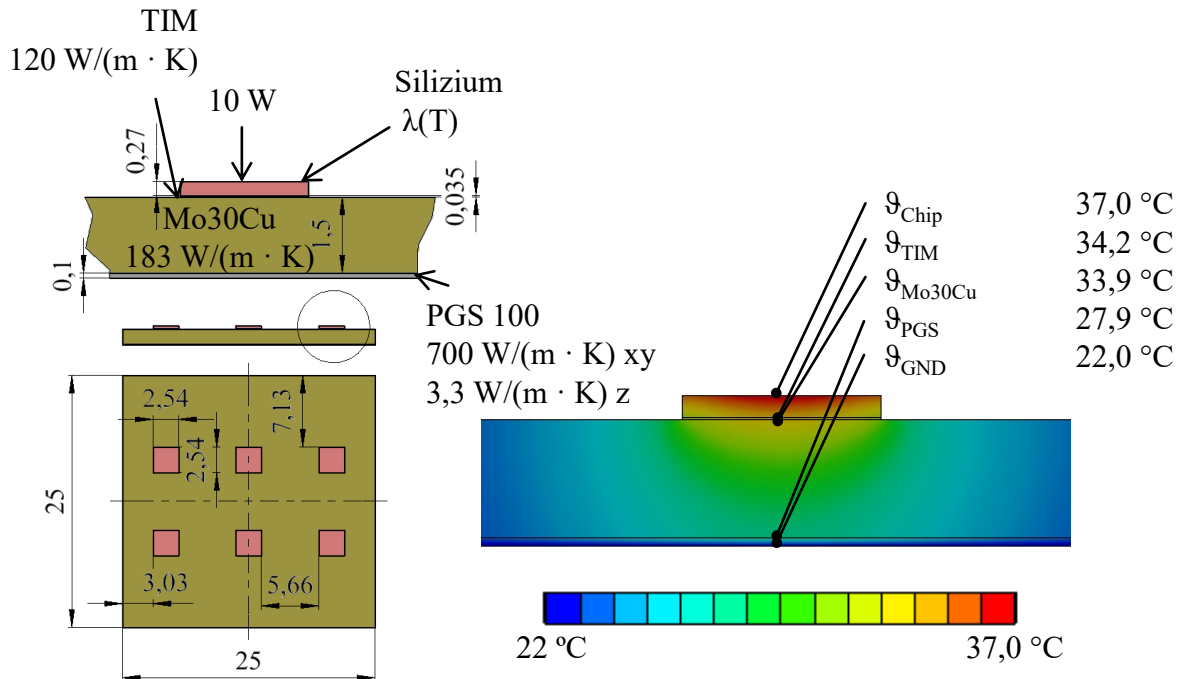 TIM
120 W/(m · K)
10 W
Silizium
λ(T)
0,27
0,035
Mo30Cu
183 W/(m · K)
1,5
0,1
PGS 100
700 W/(m · K) xy
3,3 W/(m · K) z
2,54
2,54
7,13
25
3,03
5,66
25
ϑChip 37,0 °C
ϑTIM 34,2 °C
ϑMo30Cu 33,9 °C
ϑPGS 27,9 °C
ϑGND 22,0 °C
22 ºC 37,0 °C